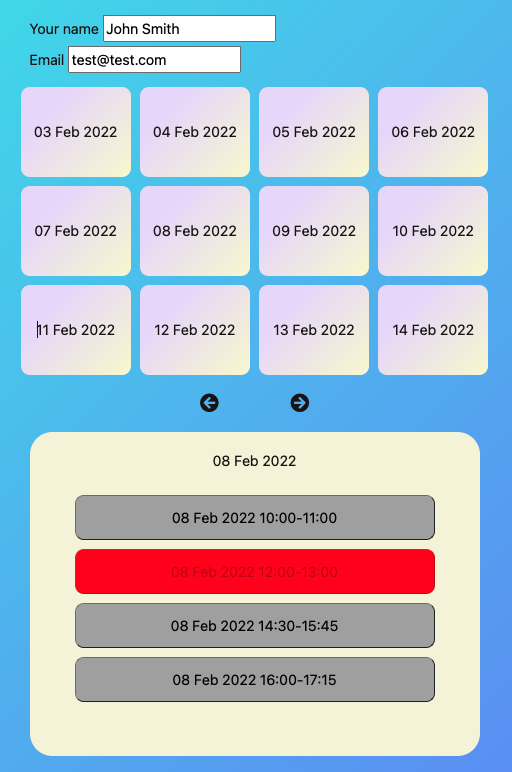 Your name John Smith
Email test@test.com
03 Feb 2022 04 Feb 2022 05 Feb 2022 06 Feb 2022
07 Feb 2022 08 Feb 2022 09 Feb 2022 10 Feb 2022
11 Feb 2022 12 Feb 2022 13 Feb 2022 14 Feb 2022
08 Feb 2022
08 Feb 2022 10:00-11:00
08 Feb 2022 12:00-13:00
08 Feb 2022 14:30-15:45
08 Feb 2022 16:00-17:15